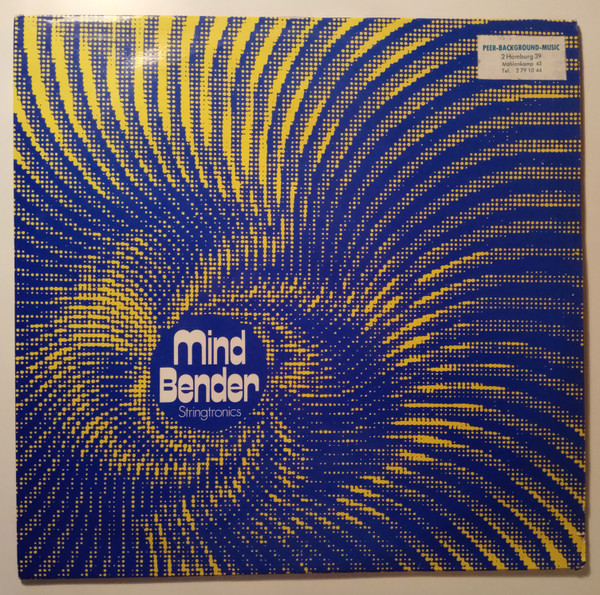 PEER-BACKGROUND-MUSIC
2 Hamburg 39
Mühlenkamp 43
Tel. 2 79 10 44
Mind
Bender
Stringtronics